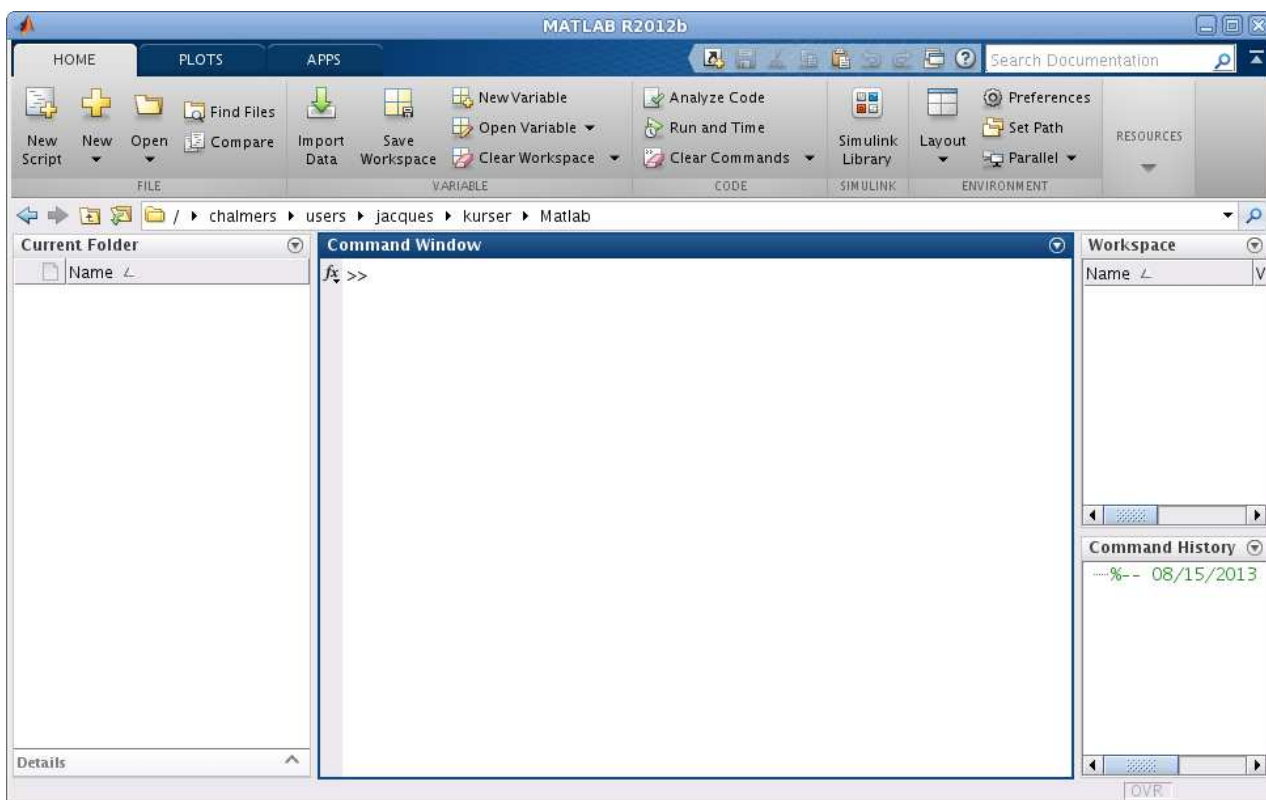 MATLAB R2012b
HOME PLOTS APPS Search Documentation
New Script
New
Open
Find Files
Compare
FILE
Import Data
Save Workspace
New Variable
Open Variable
Clear Workspace
VARIABLE
Analyze Code
Run and Time
Clear Commands
CODE
Simulink Library
SIMULINK
Layout
Preferences
Set Path
Parallel
ENVIRONMENT
RESOURCES
/ chalmers users jacques kurser Matlab
Current Folder
Name
Details
Command Window
fx >>
Workspace
Name V
Command History
%-- 08/15/2013
OVR